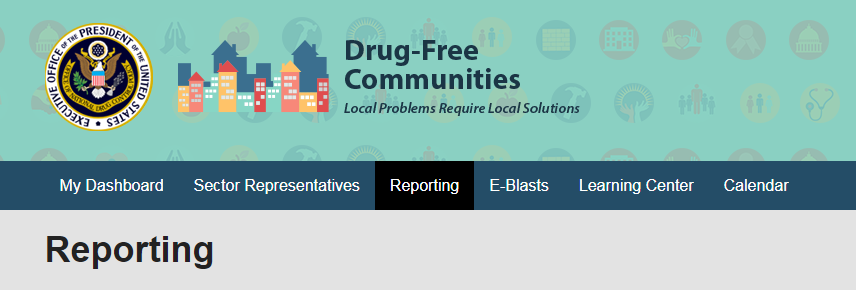 EXECUTIVE OFFICE OF THE PRESIDENT OF THE UNITED STATES
OFFICE OF NATIONAL DRUG CONTROL POLICY
Drug-Free
Communities
Local Problems Require Local Solutions
My Dashboard
Sector Representatives
Reporting
E-Blasts
Learning Center
Calendar
Reporting